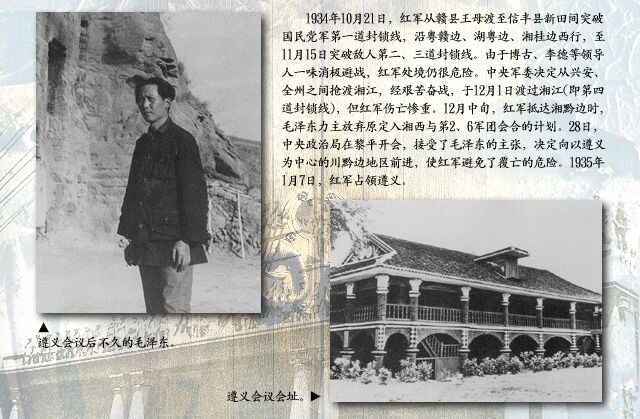 1934年10月21日，红军从赣县王母渡至信丰县新田间突破
国民党军第一道封锁线，沿粤赣边、湖粤边、湘桂边西行，至
11月15日突破敌人第二、三道封锁线。由于博古、李德等领导
人一味消极避战，红军处境仍很危险。中央军委决定从兴安、
全州之间抢渡湘江，经艰苦奋战，于12月1日渡过湘江(即第四
道封锁线)，但红军伤亡惨重。12月中旬，红军抵达湘黔边时，
毛泽东力主放弃原定入湘西与第2、6军团会合的计划。28日，
中央政治局在黎平开会，接受了毛泽东的主张，决定向以遵义
为中心的川黔边地区前进，使红军避免了覆亡的危险。1935年
1月7日，红军占领遵义。
▲
遵义会议后不久的毛泽东。
遵义会议会址。▶